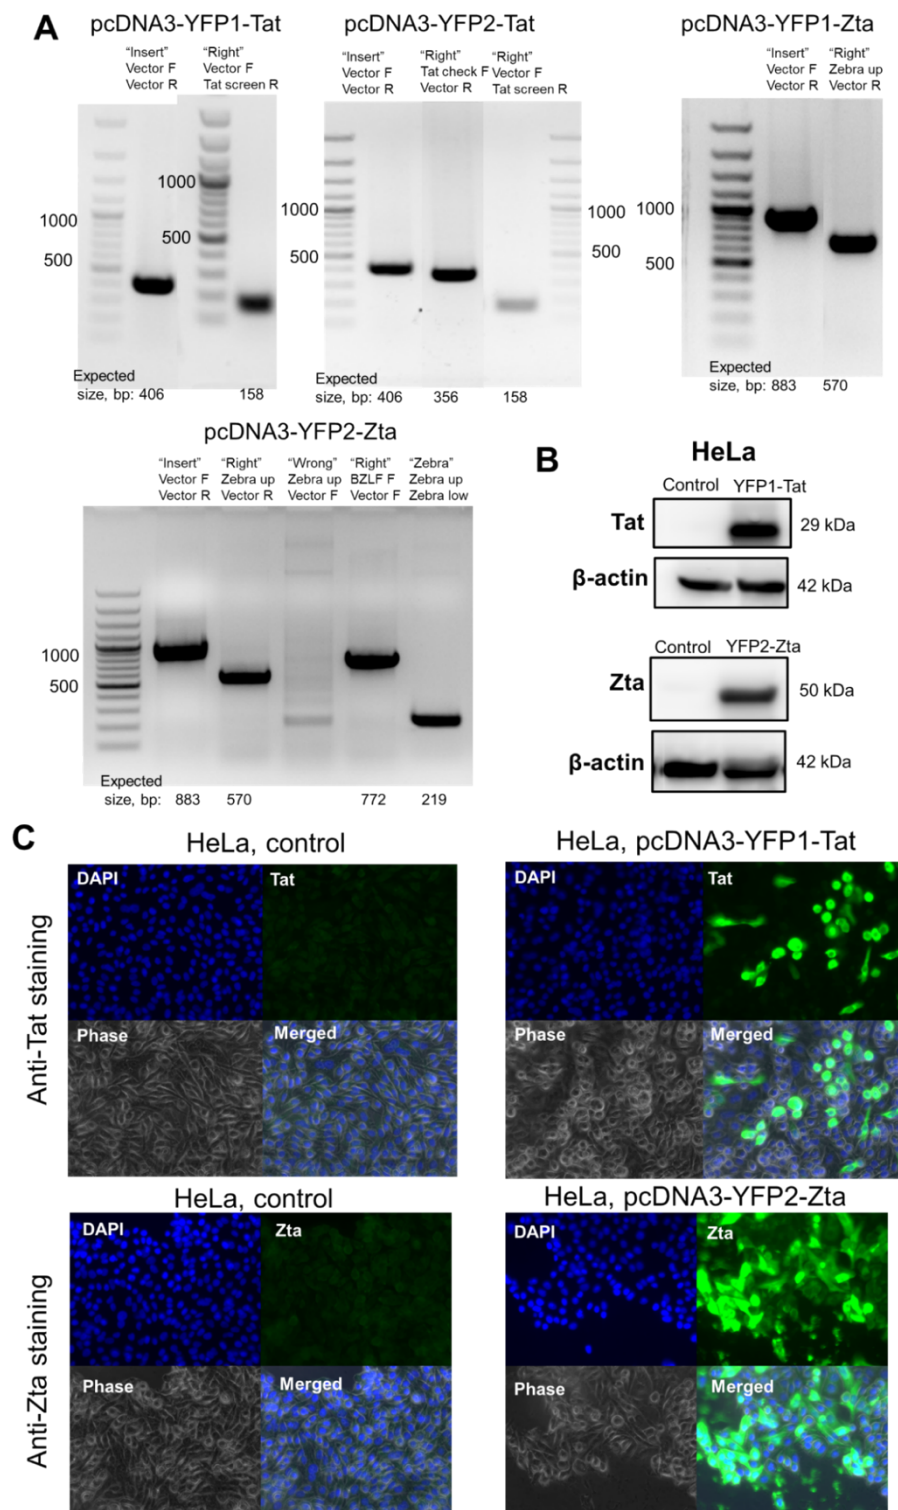 A
pcDNA3-YFP1-Tat
"Insert"
Vector F
Vector R
"Right"
Vector F
Tat screen R
1000
500
1000
500
Expected
size, bp: 406
158
pcDNA3-YFP2-Tat
"Insert"
Vector F
Vector R
"Right"
Tat check F
Vector R
"Right"
Vector F
Tat screen R
1000
500
1000
500
Expected
size, bp: 406
356
158
pcDNA3-YFP1-Zta
"Insert"
Vector F
Vector R
"Right"
Zebra up
Vector R
1000
500
Expected
size, bp: 883
570
pcDNA3-YFP2-Zta
"Insert"
Vector F
Vector R
"Right"
Zebra up
Vector R
"Wrong"
Zebra up
Vector F
"Right"
BZLF F
Vector F
"Zebra"
Zebra up
Zebra low
1000
500
Expected
size, bp: 883
570
772
219
B
HeLa
Control YFP1-Tat
Tat 29 kDa
β-actin 42 kDa
Control YFP2-Zta
Zta 50 kDa
β-actin 42 kDa
C
Anti-Tat staining
HeLa, control
DAPI Tat
Phase Merged
HeLa, pcDNA3-YFP1-Tat
DAPI Tat
Phase Merged
Anti-Zta staining
HeLa, control
DAPI Zta
Phase Merged
HeLa, pcDNA3-YFP2-Zta
DAPI Zta
Phase Merged